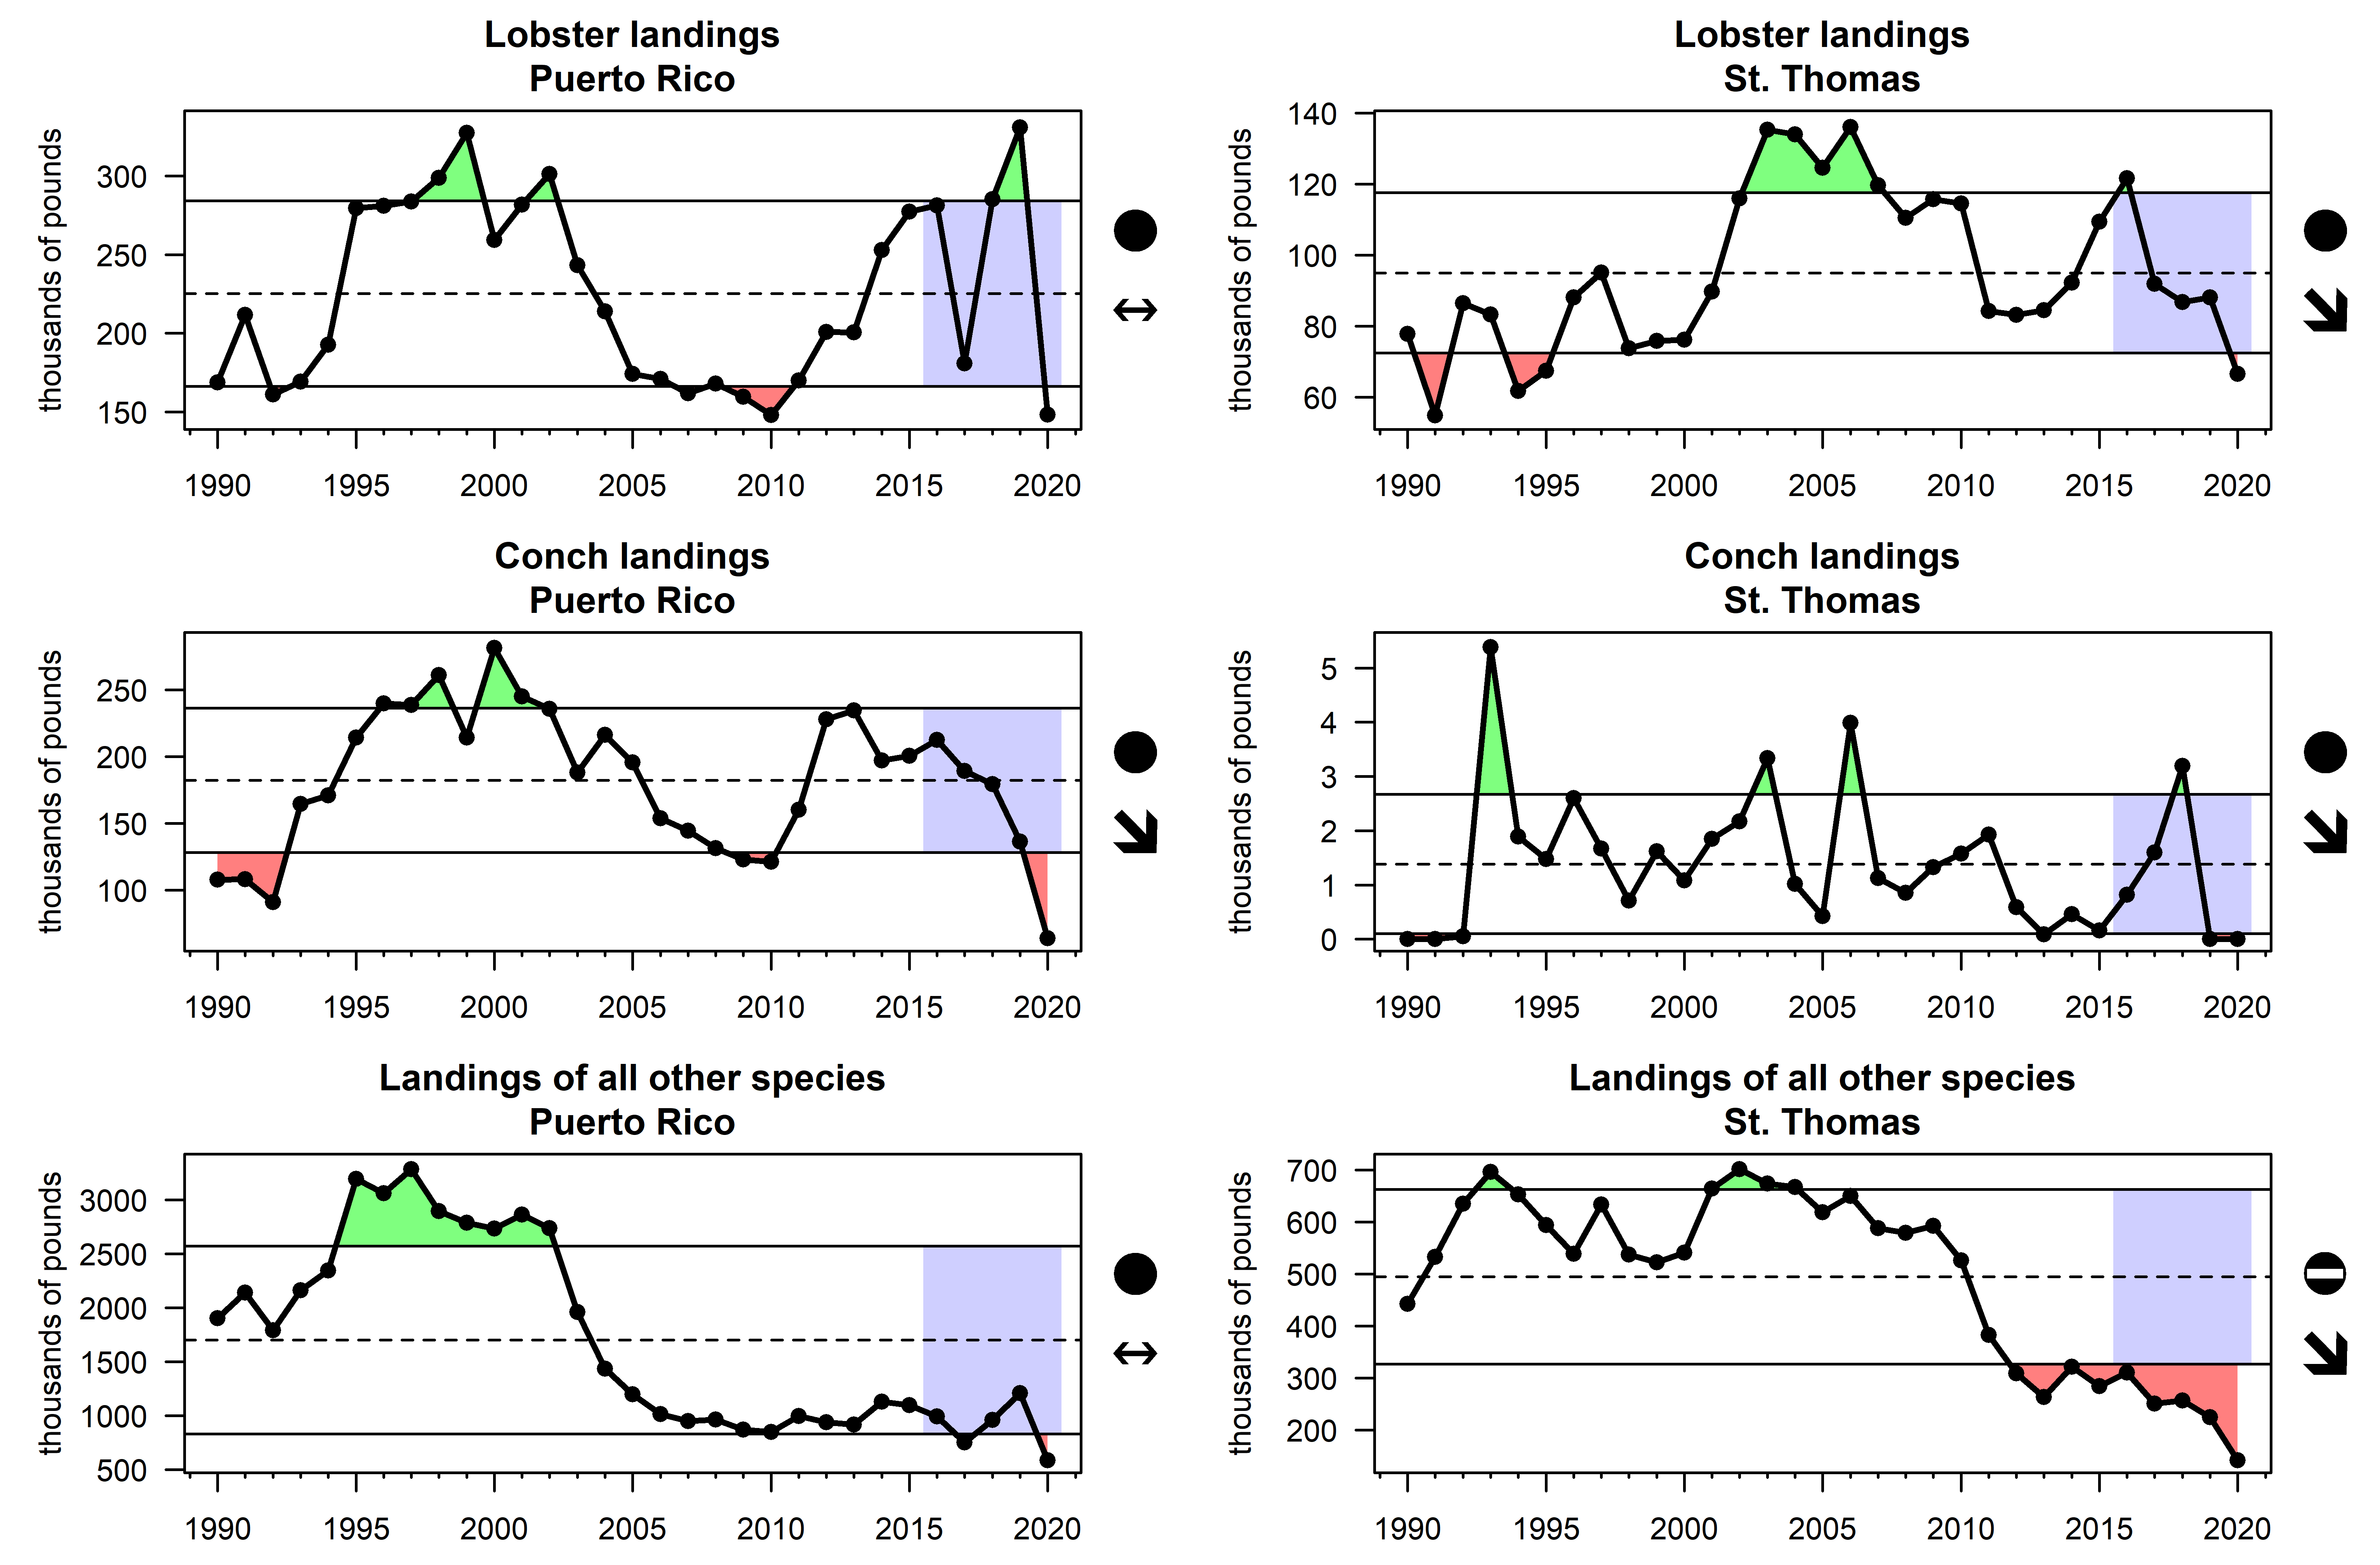 Lobster landings
Puerto Rico
thousands of pounds
300
250
200
150
1990 1995 2000 2005 2010 2015 2020
Lobster landings
St. Thomas
thousands of pounds
140
120
100
80
60
1990 1995 2000 2005 2010 2015 2020
Conch landings
Puerto Rico
thousands of pounds
250
200
150
100
1990 1995 2000 2005 2010 2015 2020
Conch landings
St. Thomas
thousands of pounds
5
4
3
2
1
0
1990 1995 2000 2005 2010 2015 2020
Landings of all other species
Puerto Rico
thousands of pounds
3000
2500
2000
1500
1000
500
1990 1995 2000 2005 2010 2015 2020
Landings of all other species
St. Thomas
thousands of pounds
700
600
500
400
300
200
1990 1995 2000 2005 2010 2015 2020